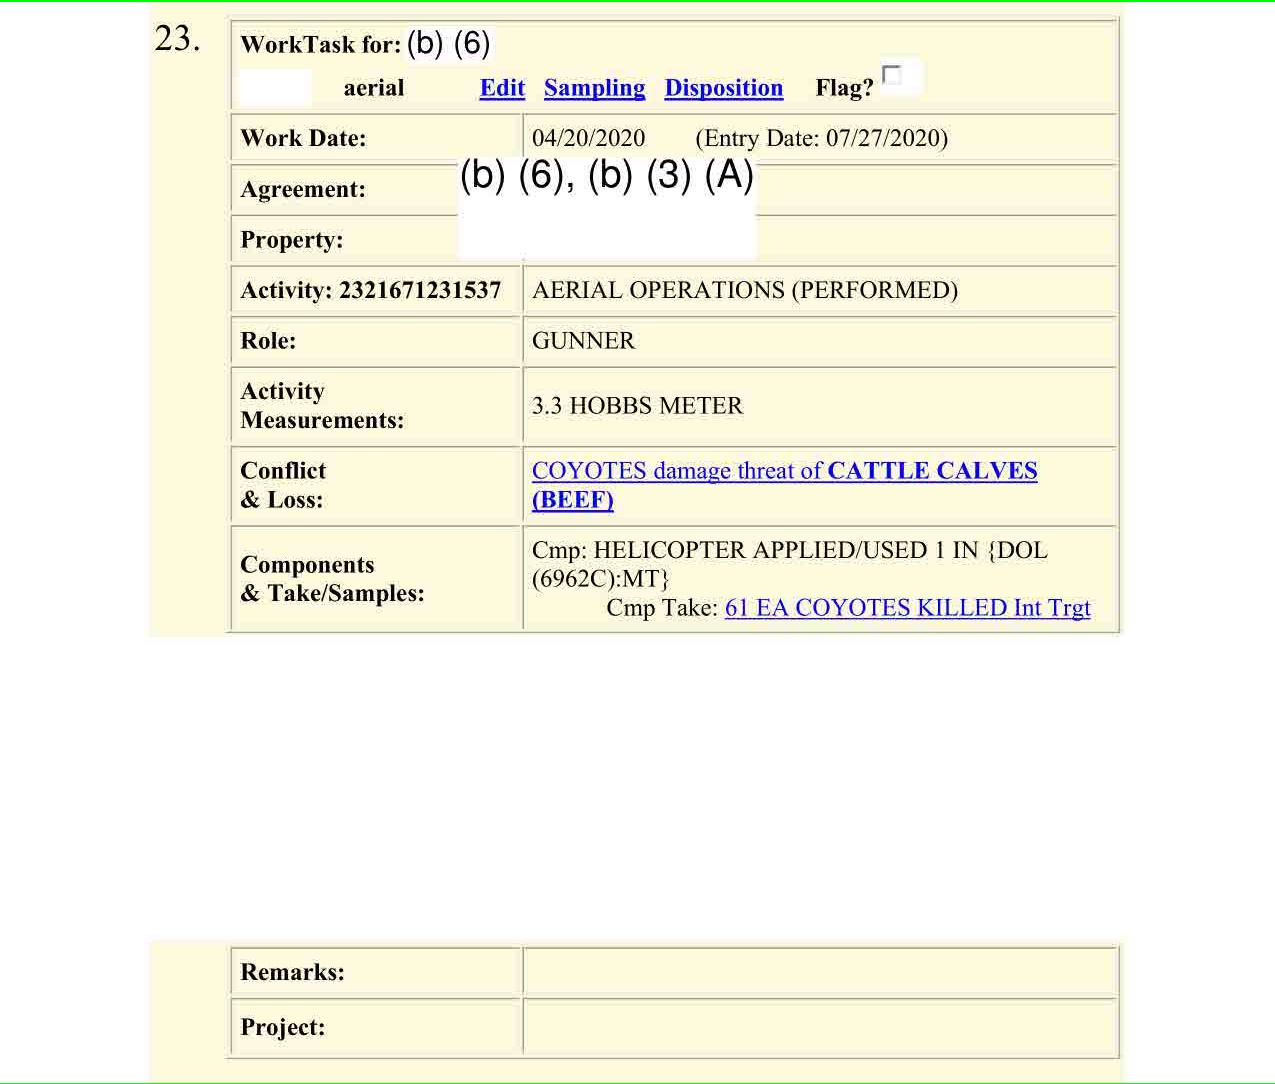 23.
WorkTask for: (b) (6)
aerial Edit Sampling Disposition Flag?
Work Date: 04/20/2020 (Entry Date: 07/27/2020)
(b) (6), (b) (3) (A)
Agreement:
Property:
Activity: 2321671231537 AERIAL OPERATIONS (PERFORMED)
Role: GUNNER
Activity
Measurements:
3.3 HOBBS METER
Conflict
& Loss:
COYOTES damage threat of CATTLE CALVES
(BEEF)
Components
& Take/Samples:
Cmp: HELICOPTER APPLIED/USED 1 IN {DOL
(6962C):MT}
Cmp Take: 61 EA COYOTES KILLED Int Trgt
Remarks:
Project: